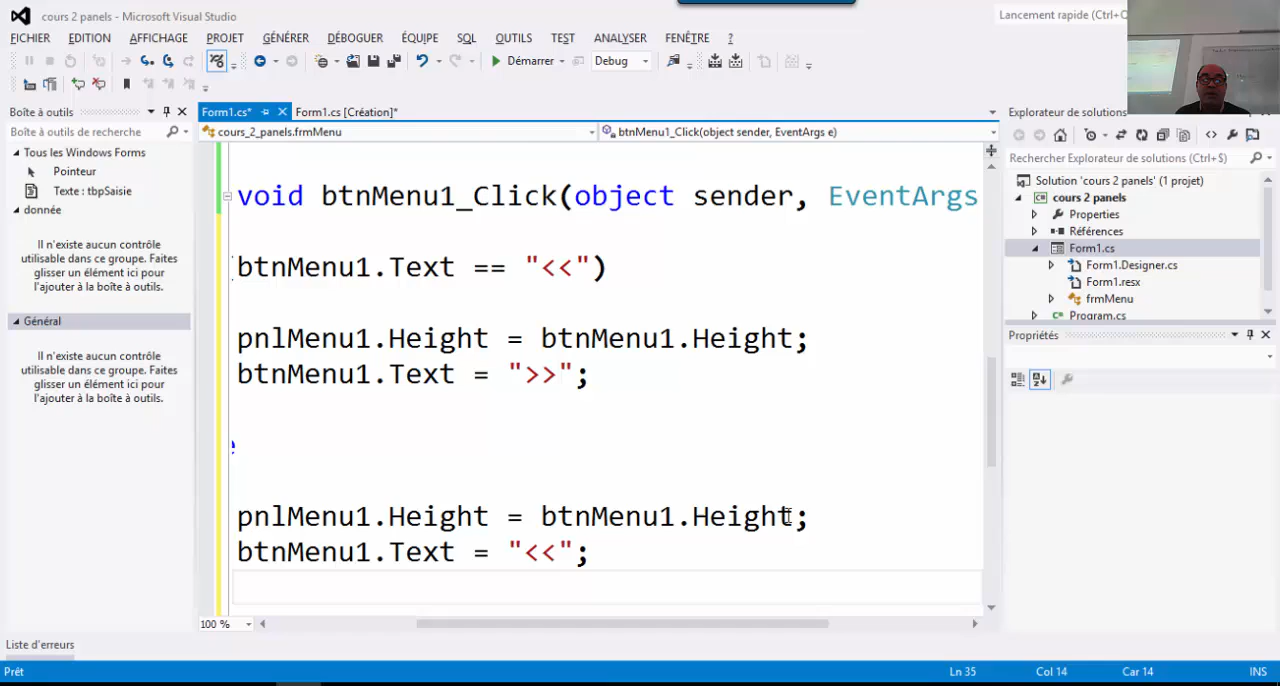 cours 2 panels - Microsoft Visual Studio
Lancement rapide (Ctrl+Q
FICHIER EDITION AFFICHAGE PROJET GÉNÉRER DÉBOGUER ÉQUIPE SQL OUTILS TEST ANALYSER FENÊTRE ?
Démarrer Debug
Boîte à outils
Form1.cs* Form1.cs [Création]*
Explorateur de solutions
Boîte à outils de recherche
cours_2_panels.frmMenu
btnMenu1_Click(object sender, EventArgs e)
Tous les Windows Forms
Pointeur
Texte : tbpSaisie
donnée
Il n'existe aucun contrôle
utilisable dans ce groupe. Faites
glisser un élément ici pour
l'ajouter à la boîte à outils.
Général
Il n'existe aucun contrôle
utilisable dans ce groupe. Faites
glisser un élément ici pour
l'ajouter à la boîte à outils.
void btnMenu1_Click(object sender, EventArgs
btnMenu1.Text == "<<")
pnlMenu1.Height = btnMenu1.Height;
btnMenu1.Text = ">>";
e
pnlMenu1.Height = btnMenu1.Height;
btnMenu1.Text = "<<";
100 %
Rechercher Explorateur de solutions (Ctrl+$)
Solution 'cours 2 panels' (1 projet)
cours 2 panels
Properties
Références
Form1.cs
Form1.Designer.cs
Form1.resx
frmMenu
Program.cs
Propriétés
Liste d'erreurs
Prêt
Ln 35 Col 14 Car 14 INS